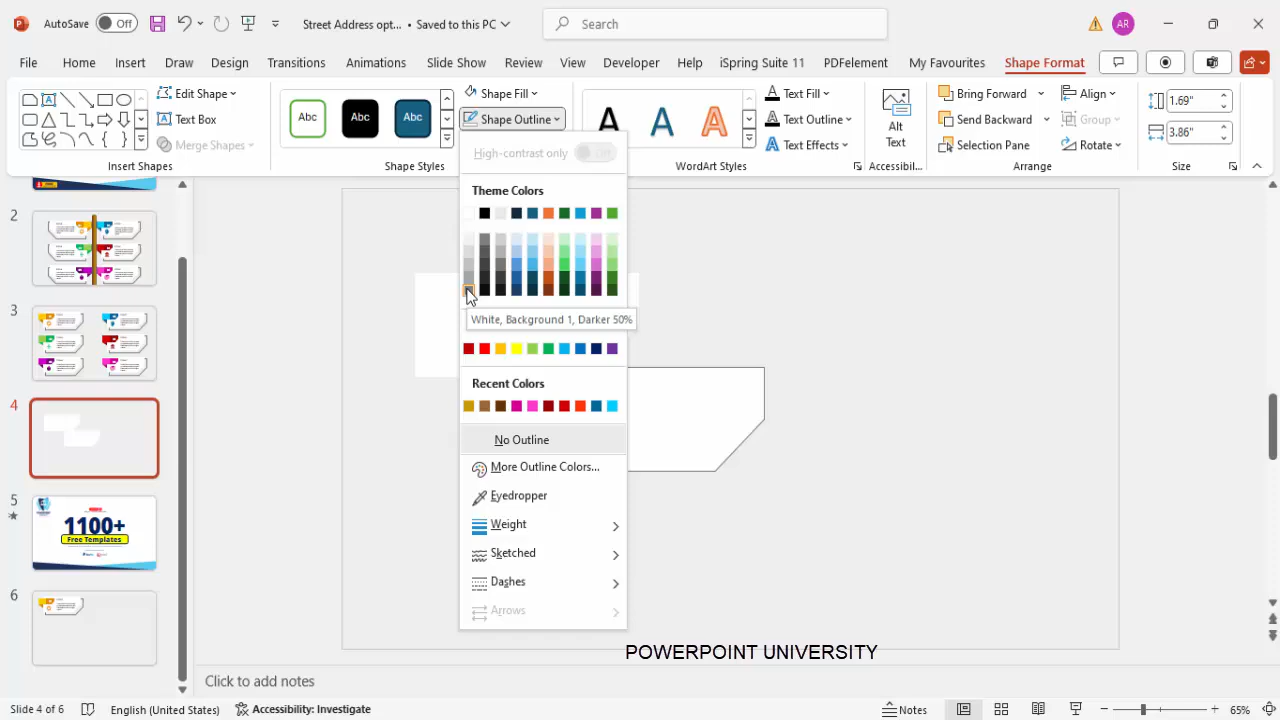 AutoSave Off Street Address opt... • Saved to this PC Search AR
File Home Insert Draw Design Transitions Animations Slide Show Review View Developer Help iSpring Suite 11 PDFelement My Favourites Shape Format
Edit Shape
Text Box
Merge Shapes
Insert Shapes
Abc Abc Abc
Shape Fill
Shape Outline
Shape Styles
A A A
Text Fill
Text Outline
Text Effects
WordArt Styles
Alt
Text
Accessibil...
Bring Forward
Send Backward
Selection Pane
Align
Group
Rotate
Arrange
1.69"
3.86"
Size
High-contrast only Off
Theme Colors
White, Background 1, Darker 50%
Recent Colors
No Outline
More Outline Colors...
Eyedropper
Weight
Sketched
Dashes
Arrows
2
3
4
5
1100+
Free Templates
6
POWERPOINT UNIVERSITY
Click to add notes
Slide 4 of 6 English (United States) Accessibility: Investigate Notes 65%